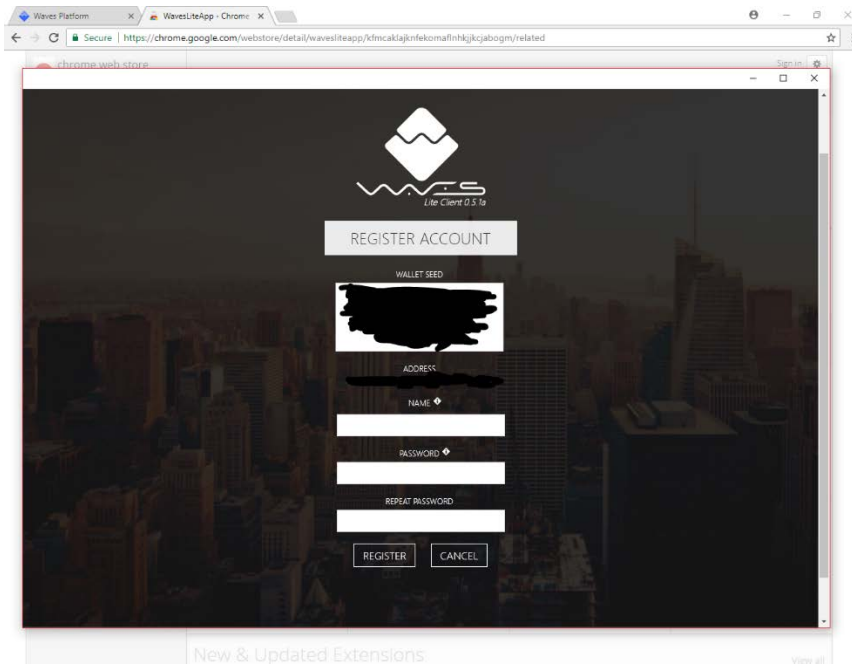 Waves Platform
WavesLiteApp - Chrome
Secure | https://chrome.google.com/webstore/detail/wavesliteapp/kfmcaklajknfekomaflnhkjjkcjabogm/related
chrome web store
Sign in
WAVES
Lite Client 0.5.1a
REGISTER ACCOUNT
WALLET SEED
ADDRESS
NAME
PASSWORD
REPEAT PASSWORD
REGISTER
CANCEL
New & Updated Extensions
View all